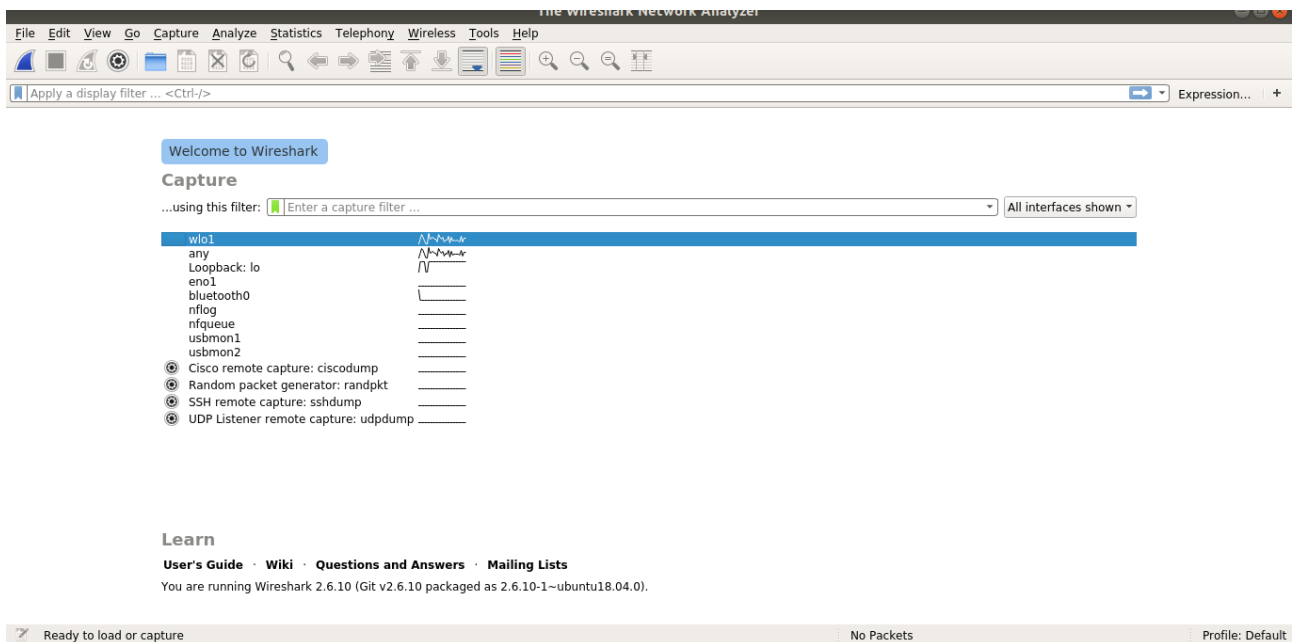 The Wireshark Network Analyzer
File Edit View Go Capture Analyze Statistics Telephony Wireless Tools Help
Apply a display filter ... <Ctrl-/> Expression... +
Welcome to Wireshark
Capture
...using this filter: Enter a capture filter ... All interfaces shown
wlo1
any
Loopback: lo
eno1
bluetooth0
nflog
nfqueue
usbmon1
usbmon2
Cisco remote capture: ciscodump
Random packet generator: randpkt
SSH remote capture: sshdump
UDP Listener remote capture: udpdump
Learn
User's Guide · Wiki · Questions and Answers · Mailing Lists
You are running Wireshark 2.6.10 (Git v2.6.10 packaged as 2.6.10-1~ubuntu18.04.0).
Ready to load or capture No Packets Profile: Default